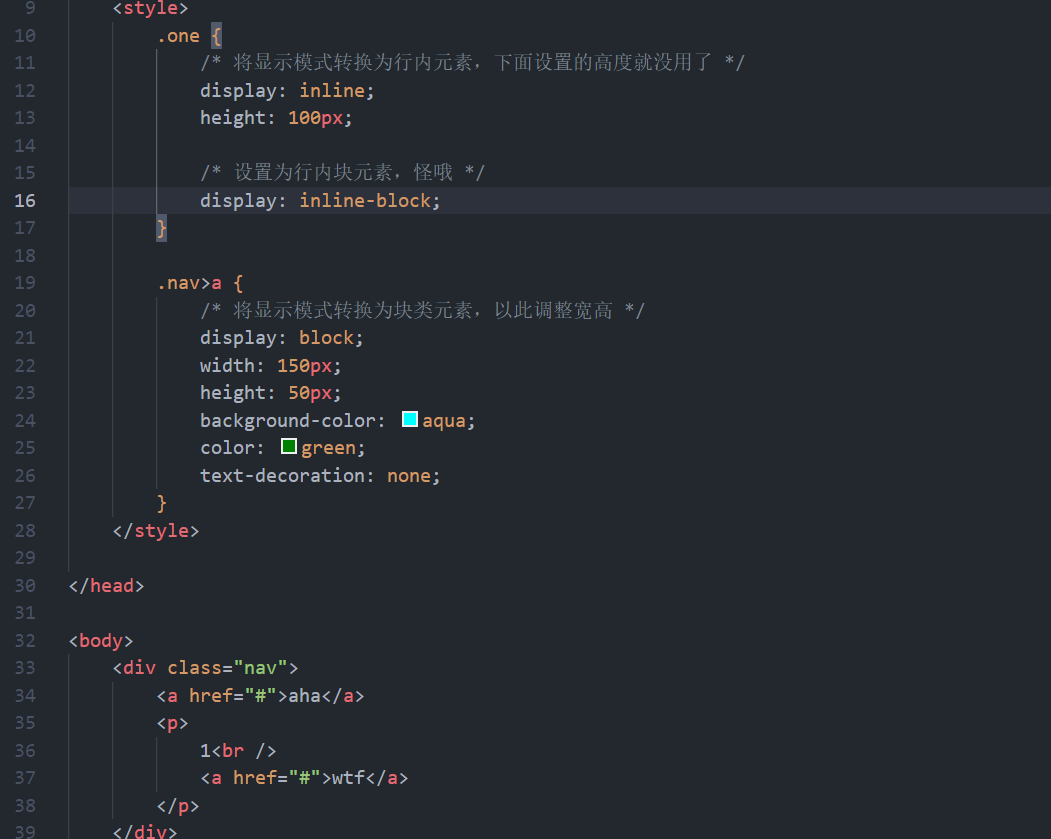 9 <style>
10 .one {
11 /* 将显示模式转换为行内元素，下面设置的高度就没用了 */
12 display: inline;
13 height: 100px;
14
15 /* 设置为行内块元素，怪哦 */
16 display: inline-block;
17 }
18
19 .nav>a {
20 /* 将显示模式转换为块类元素，以此调整宽高 */
21 display: block;
22 width: 150px;
23 height: 50px;
24 background-color: aqua;
25 color: green;
26 text-decoration: none;
27 }
28 </style>
29
30 </head>
31
32 <body>
33 <div class="nav">
34 <a href="#">aha</a>
35 <p>
36 1<br />
37 <a href="#">wtf</a>
38 </p>
39 </div>